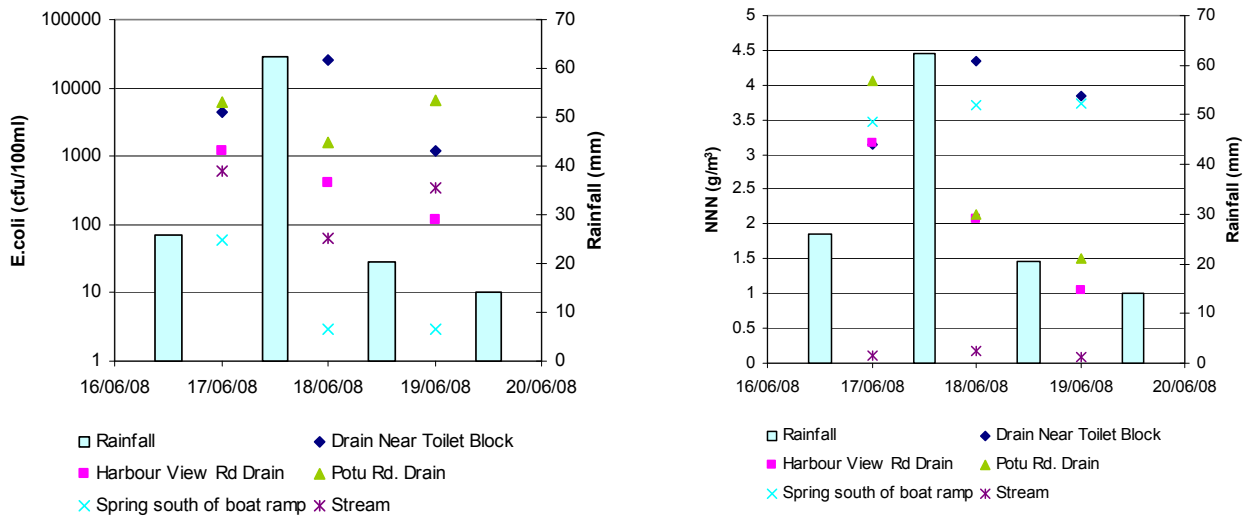 E.coli (cfu/100ml)
100000
10000
1000
100
10
1
70
60
50
40
30
20
10
0
Rainfall (mm)
16/06/08 17/06/08 18/06/08 19/06/08 20/06/08
Rainfall Drain Near Toilet Block
Harbour View Rd Drain Potu Rd. Drain
Spring south of boat ramp Stream
NNN (g/m³)
5
4.5
4
3.5
3
2.5
2
1.5
1
0.5
0
70
60
50
40
30
20
10
0
Rainfall (mm)
16/06/08 17/06/08 18/06/08 19/06/08 20/06/08
Rainfall Drain Near Toilet Block
Harbour View Rd Drain Potu Rd. Drain
Spring south of boat ramp Stream